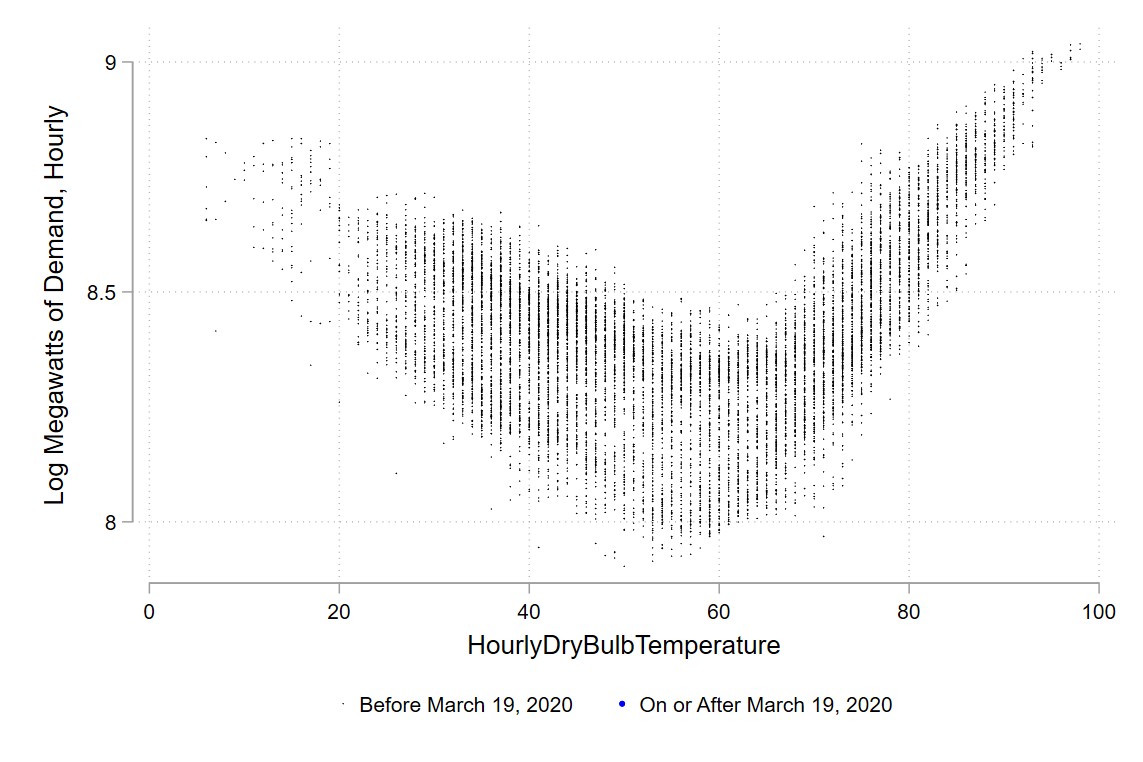 9
8.5
8
Log Megawatts of Demand, Hourly
0 20 40 60 80 100
HourlyDryBulbTemperature
Before March 19, 2020 On or After March 19, 2020